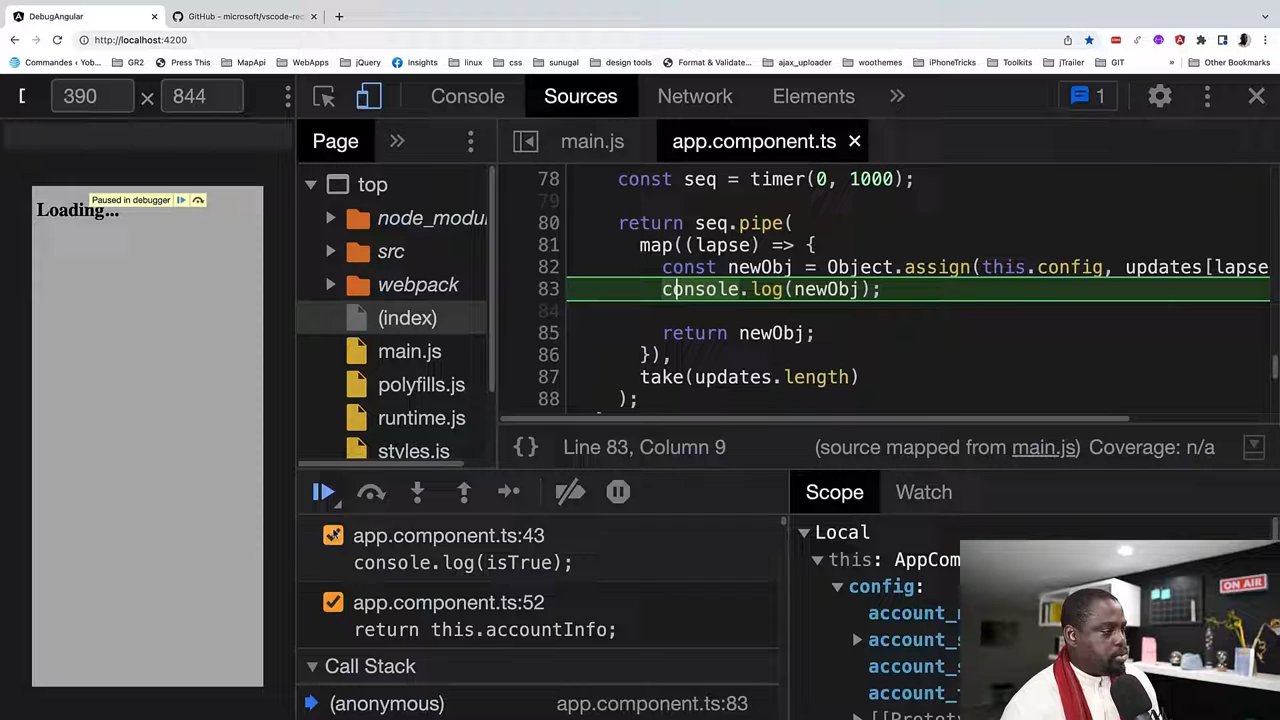 DebugAngular
GitHub - microsoft/vscode-rec
http://localhost:4200
Commandes ‹ Yob... GR2 Press This MapApi WebApps jQuery Insights linux css sunugal design tools Format & Validate... ajax_uploader woothemes iPhoneTricks Toolkits jTrailer GIT » Other Bookmarks
390 × 844 Console Sources Network Elements » 1
Page » main.js app.component.ts
Paused in debugger
Loading...
top
node_modu
src
webpack
(index)
main.js
polyfills.js
runtime.js
styles.js
78 const seq = timer(0, 1000);
79
80 return seq.pipe(
81 map((lapse) => {
82 const newObj = Object.assign(this.config, updates[lapse
83 console.log(newObj);
84
85 return newObj;
86 }),
87 take(updates.length)
88 );
{} Line 83, Column 9 (source mapped from main.js) Coverage: n/a
app.component.ts:43
console.log(isTrue);
app.component.ts:52
return this.accountInfo;
Call Stack
(anonymous) app.component.ts:83
Scope Watch
Local
this: AppCom
config:
account_
account_
account_
account_
[[Prot
ON AIR